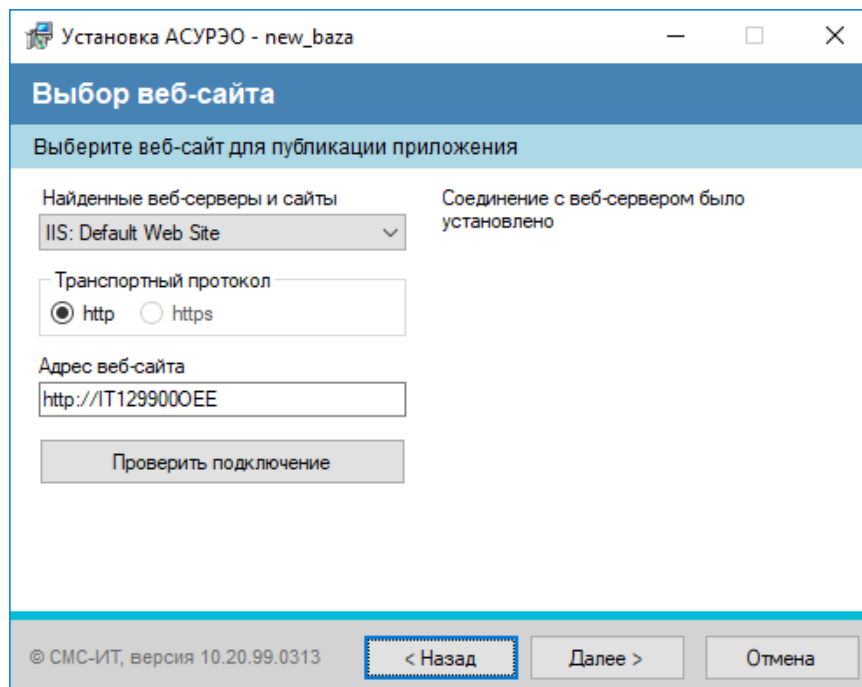 Установка АСУРЭО - new_baza
Выбор веб-сайта
Выберите веб-сайт для публикации приложения
Найденные веб-серверы и сайты
IIS: Default Web Site
Транспортный протокол
http
https
Адрес веб-сайта
http://IT129900OEE
Проверить подключение
Соединение с веб-сервером было
установлено
© СМС-ИТ, версия 10.20.99.0313
< Назад
Далее >
Отмена